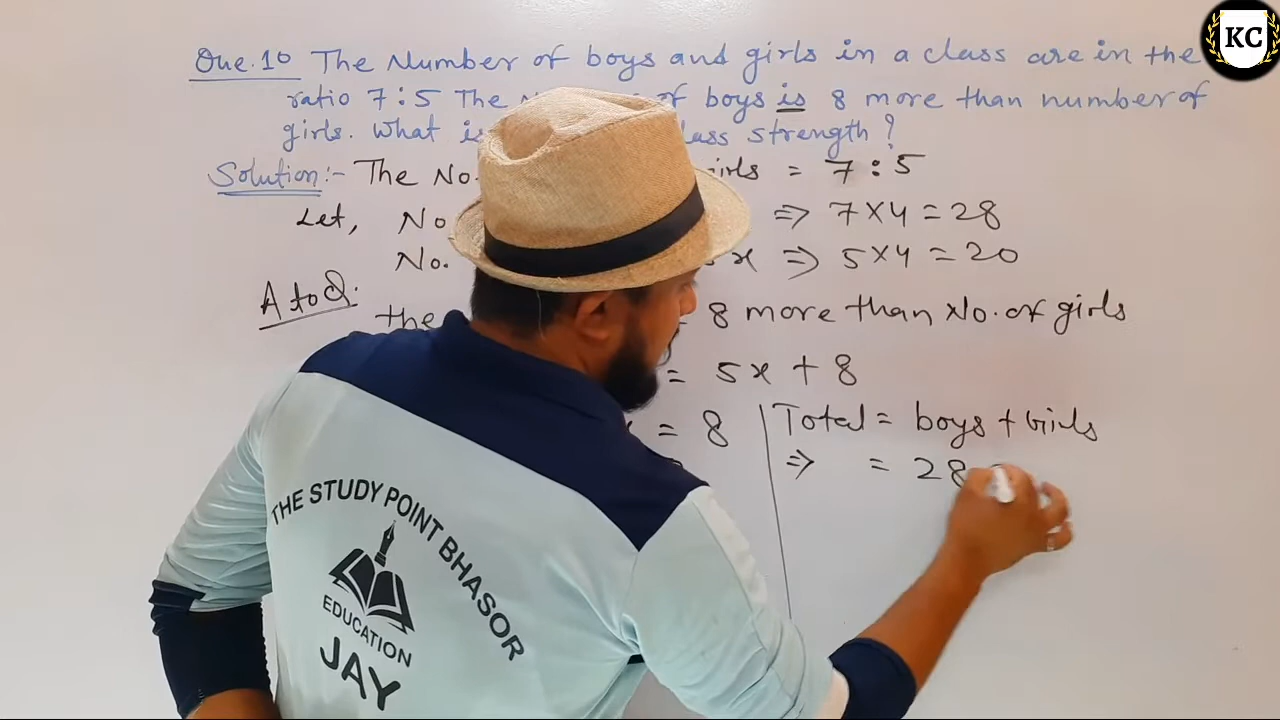 Que. 10 The Number of boys and girls in a class are in the
ratio 7:5 The of boys is 8 more than number of
girls. What is strength ?
Solution:- The No. = 7:5
Let, No ⇒ 7×4=28
No. x ⇒ 5×4=20
A to Q.
the 8 more than No. of girls
= 5x + 8
= 8
Total = boys + Girls
⇒ = 28
THE STUDY POINT BHASOR
EDUCATION
JAY
KC